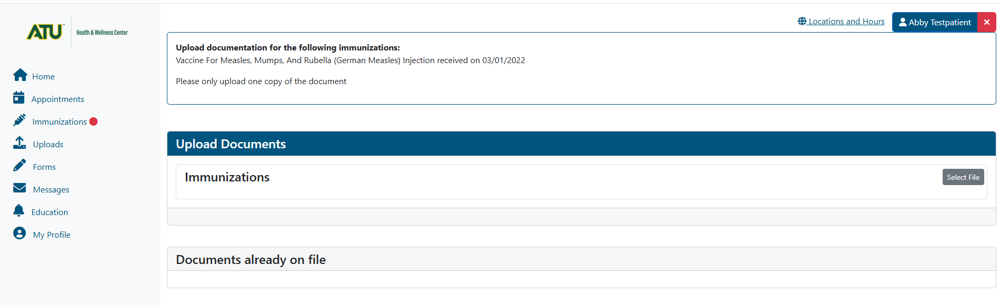 ATU™ Health & Wellness Center
Home
Appointments
Immunizations
Uploads
Forms
Messages
Education
My Profile
Locations and Hours
Abby Testpatient
Upload documentation for the following immunizations:
Vaccine For Measles, Mumps, And Rubella (German Measles) Injection received on 03/01/2022
Please only upload one copy of the document
Upload Documents
Immunizations
Select File
Documents already on file